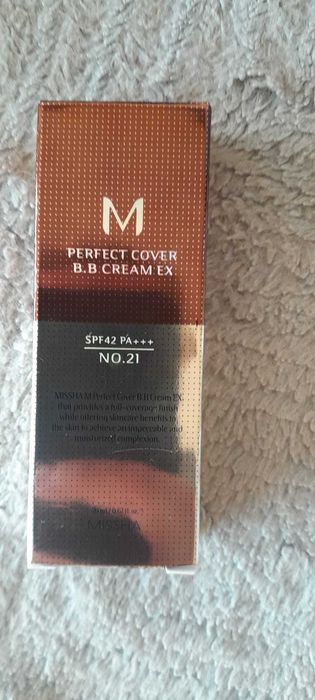 M
PERFECT COVER
B.B CREAM EX
SPF42 PA+++
NO.21
MISSHA M Perfect Cover B.B Cream EX
that provides a full-coverage finish
while offering skincare benefits to
the skin to achieve an impeccable and
moisturized complexion.
MISSHA